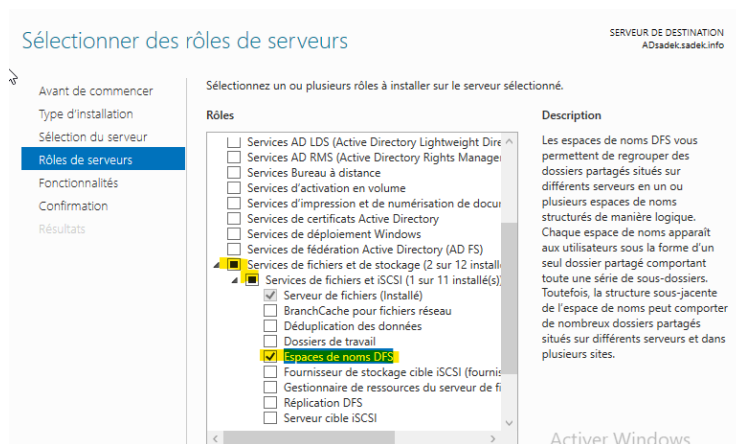 Sélectionner des rôles de serveurs
SERVEUR DE DESTINATION
ADsadek.sadek.info
Avant de commencer
Type d'installation
Sélection du serveur
Rôles de serveurs
Fonctionnalités
Confirmation
Résultats
Sélectionnez un ou plusieurs rôles à installer sur le serveur sélectionné.
Rôles
Services AD LDS (Active Directory Lightweight Dire
Services AD RMS (Active Directory Rights Manage
Services Bureau à distance
Services d'activation en volume
Services d'impression et de numérisation de docur
Services de certificats Active Directory
Services de déploiement Windows
Services de fédération Active Directory (AD FS)
Services de fichiers et de stockage (2 sur 12 install
Services de fichiers et iSCSI (1 sur 11 installé(s)
Serveur de fichiers (Installé)
BranchCache pour fichiers réseau
Déduplication des données
Dossiers de travail
Espaces de noms DFS
Fournisseur de stockage cible iSCSI (fournis
Gestionnaire de ressources du serveur de fi
Réplication DFS
Serveur cible iSCSI
Description
Les espaces de noms DFS vous
permettent de regrouper des
dossiers partagés situés sur
différents serveurs en un ou
plusieurs espaces de noms
structurés de manière logique.
Chaque espace de noms apparaît
aux utilisateurs sous la forme d'un
seul dossier partagé comportant
toute une série de sous-dossiers.
Toutefois, la structure sous-jacente
de l'espace de noms peut comporter
de nombreux dossiers partagés
situés sur différents serveurs et dans
plusieurs sites.
Activer Windows